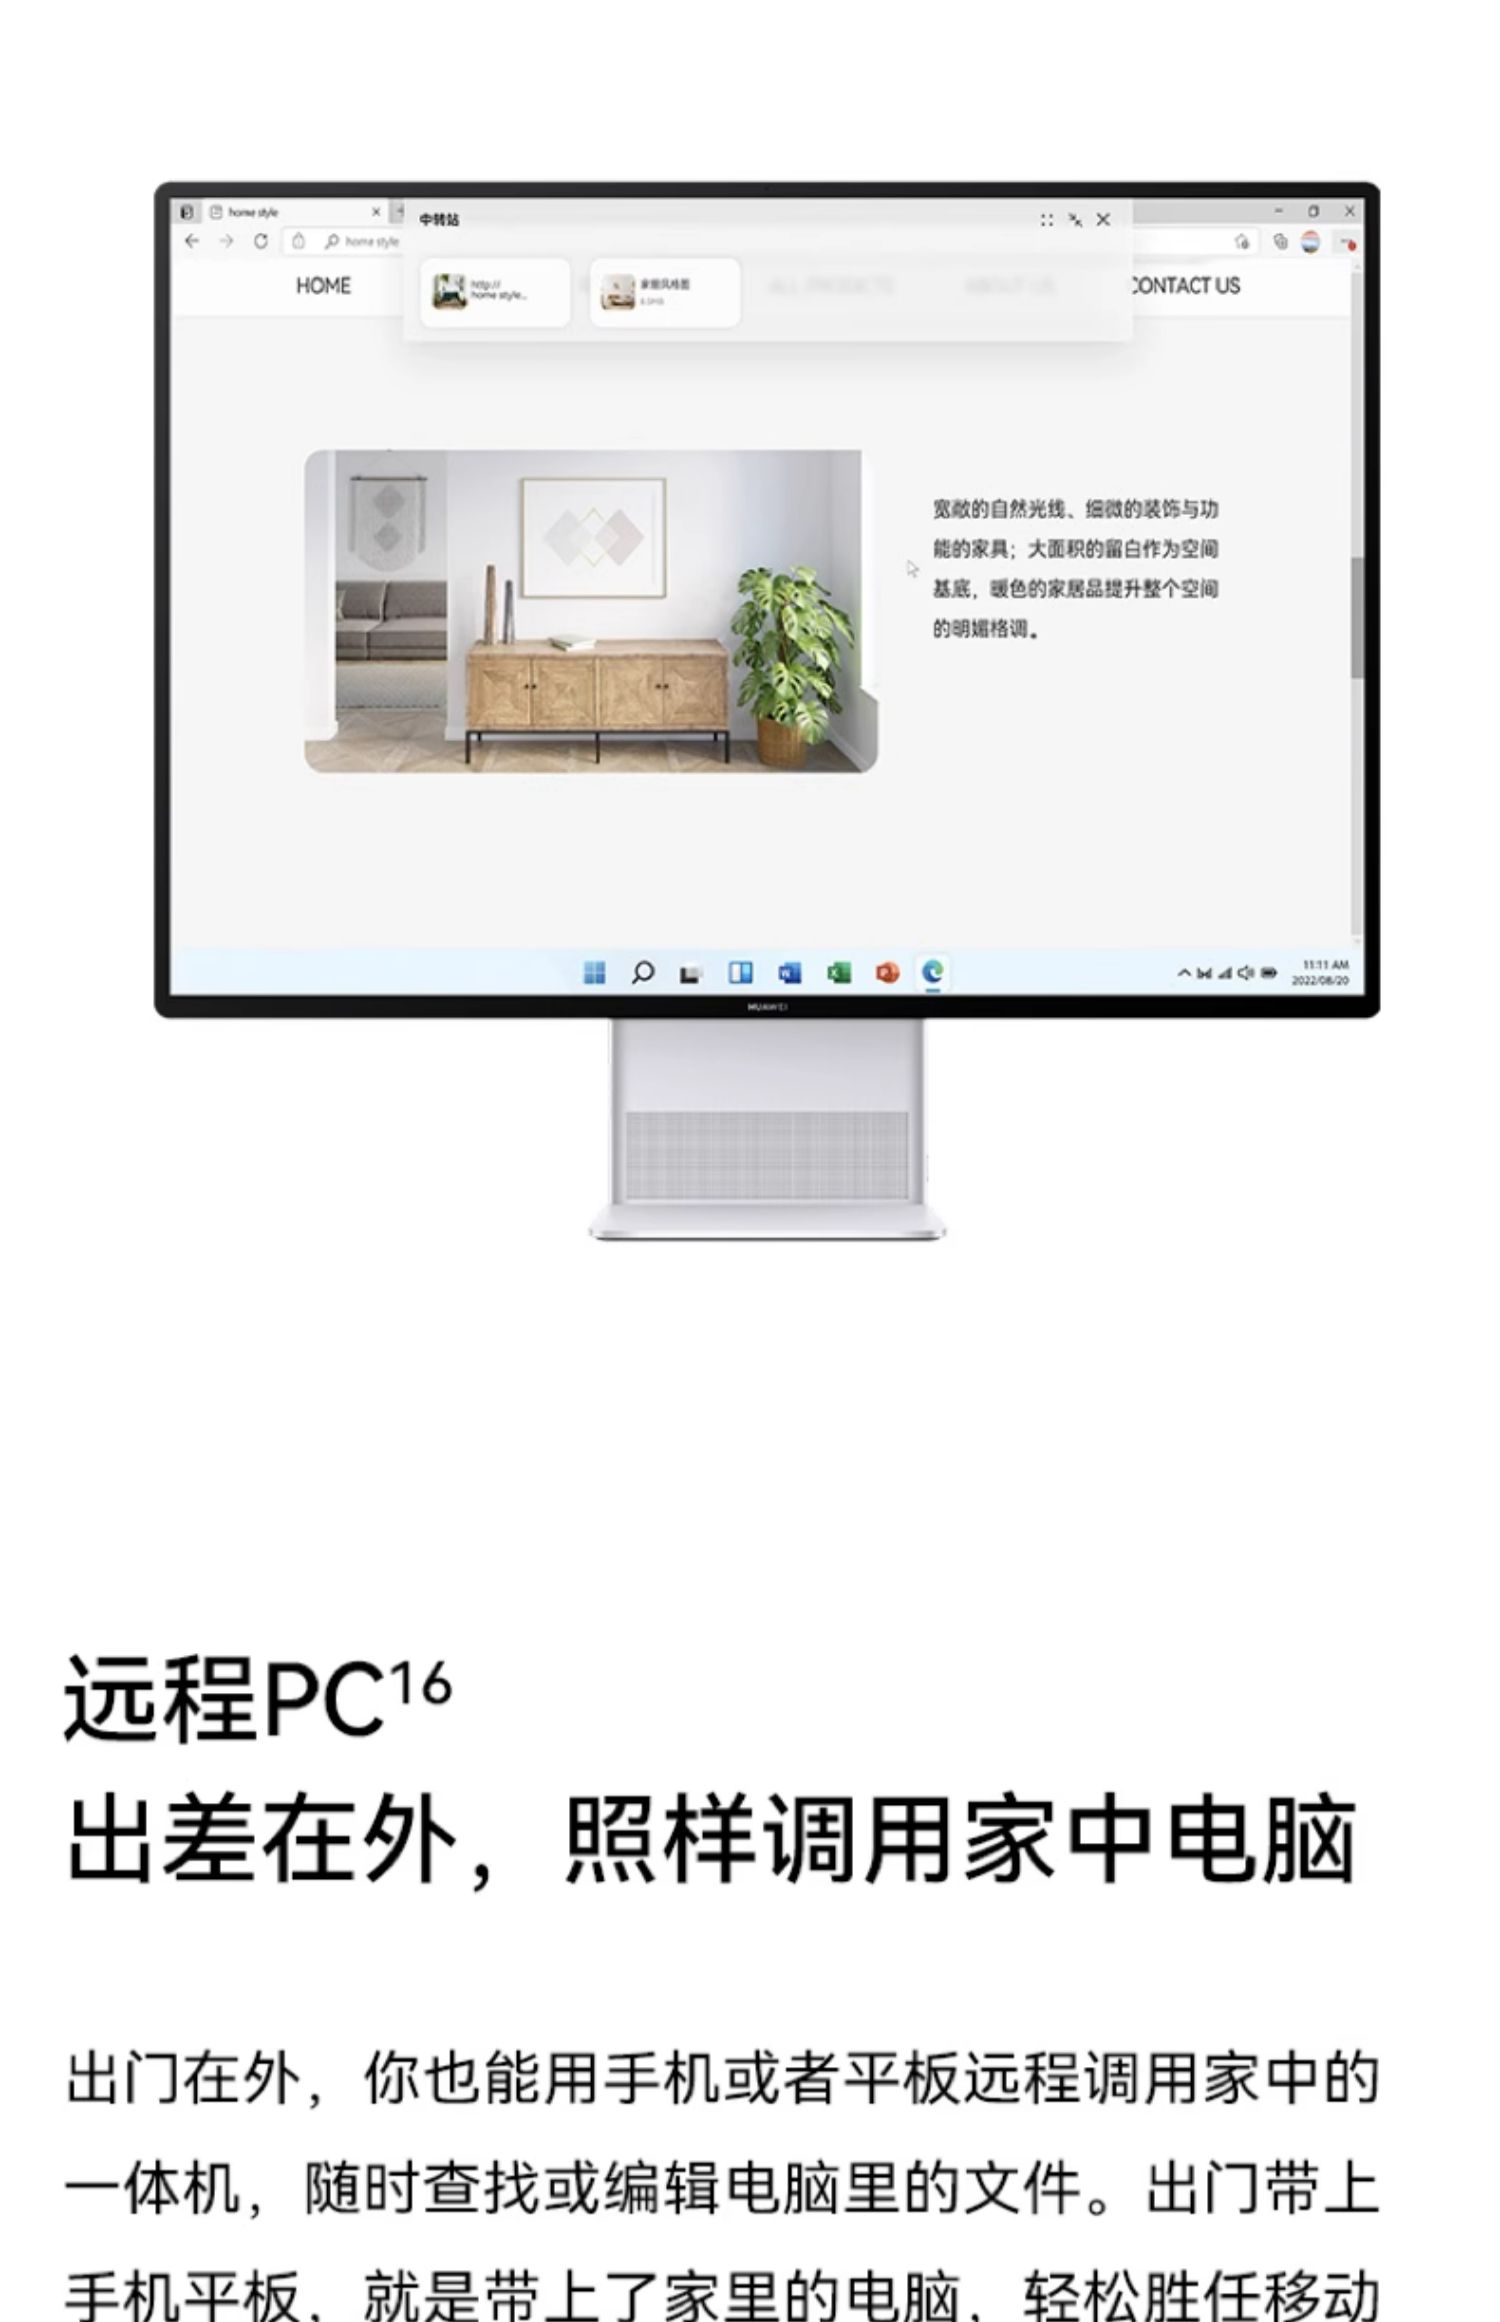 home style
中转站
home style
HOME
http://
home style...
家居风格图
CONTACT US
宽敞的自然光线、细微的装饰与功
能的家具；大面积的留白作为空间
基底，暖色的家居品提升整个空间
的明媚格调。
11:11 AM
2022/08/20
HUAWEI
远程PC16
出差在外，照样调用家中电脑
出门在外，你也能用手机或者平板远程调用家中的
一体机，随时查找或编辑电脑里的文件。出门带上
手机平板，就是带上了家里的电脑，轻松胜任移动